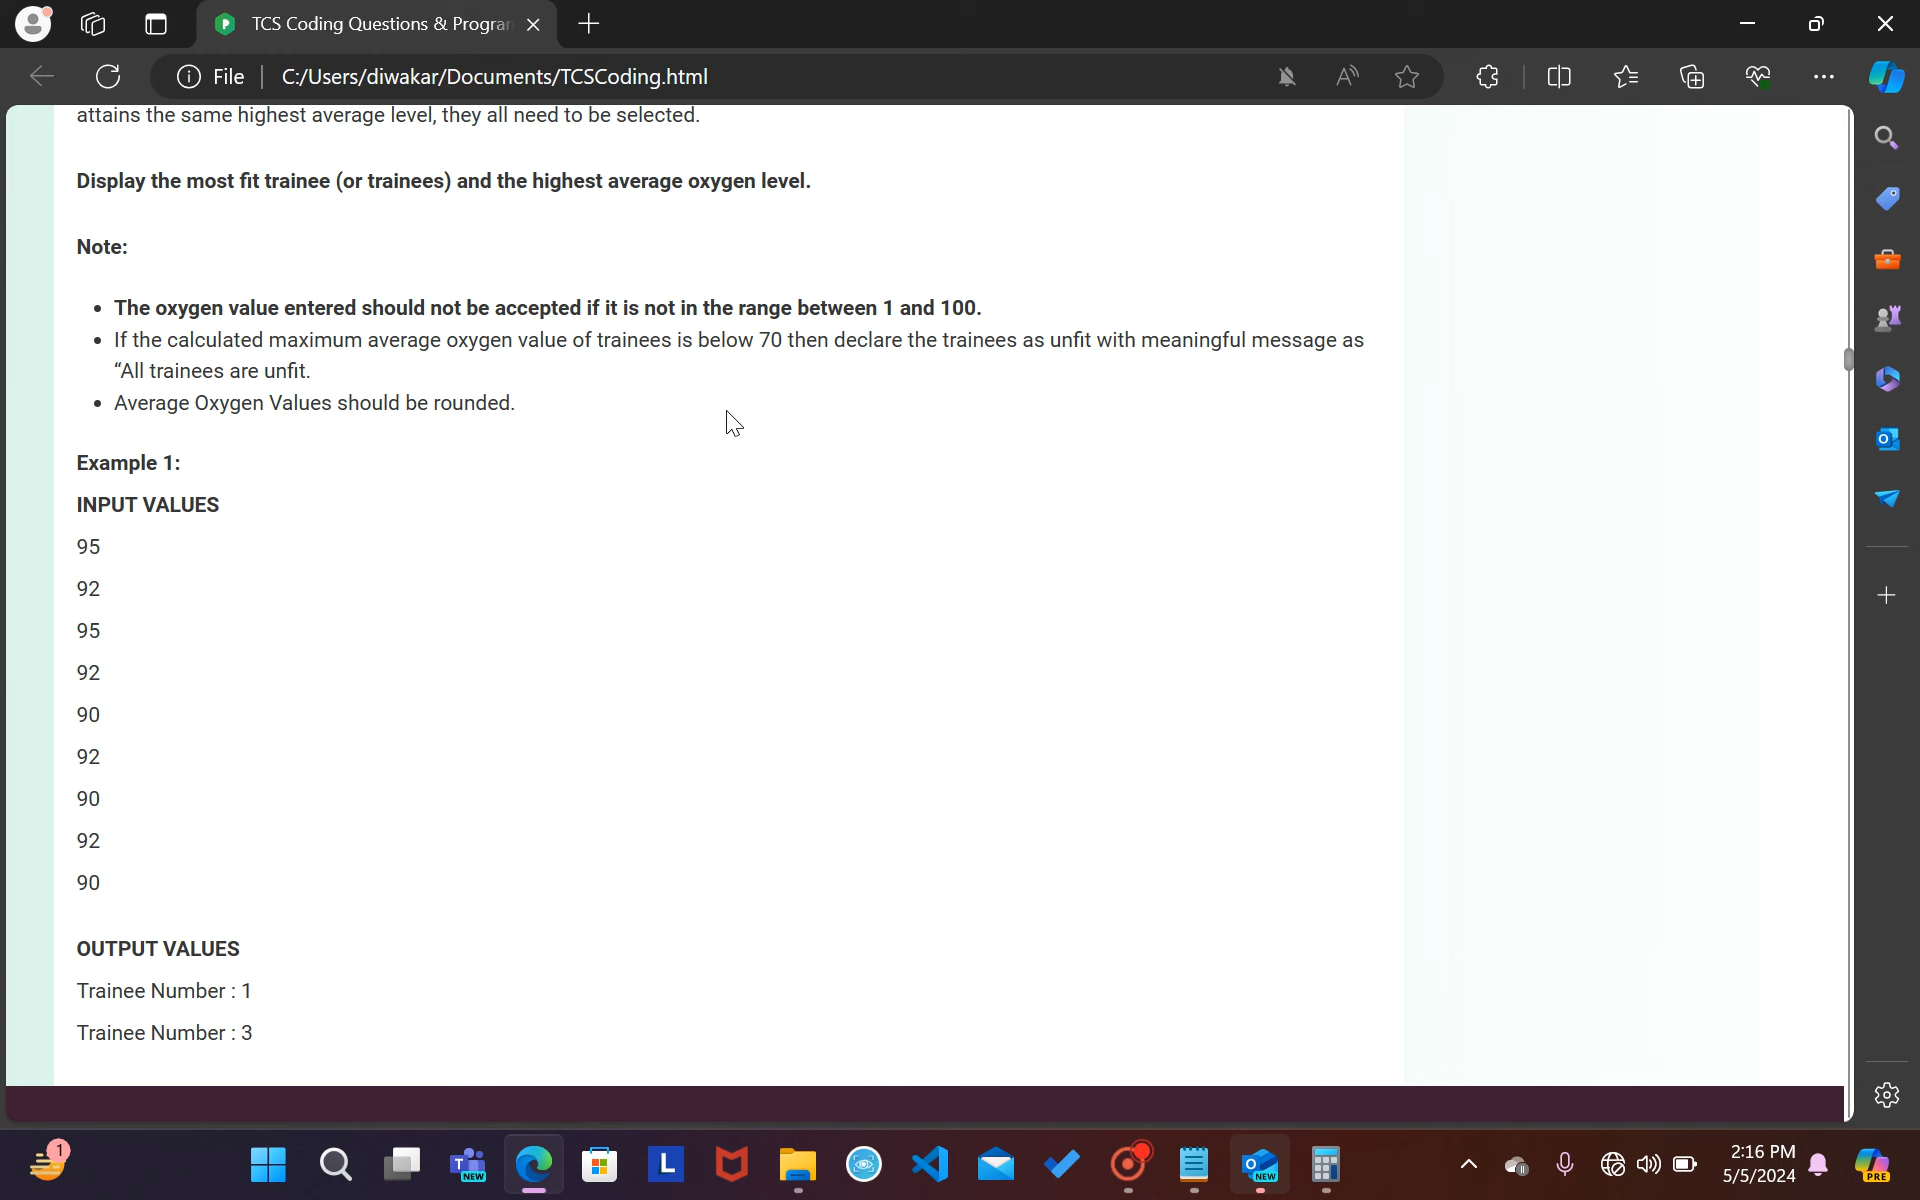 TCS Coding Questions & Progran
File
C:/Users/diwakar/Documents/TCSCoding.html
attains the same highest average level, they all need to be selected.
Display the most fit trainee (or trainees) and the highest average oxygen level.
Note:
• The oxygen value entered should not be accepted if it is not in the range between 1 and 100.
• If the calculated maximum average oxygen value of trainees is below 70 then declare the trainees as unfit with meaningful message as
“All trainees are unfit.
• Average Oxygen Values should be rounded.
Example 1:
INPUT VALUES
95
92
95
92
90
92
90
92
90
OUTPUT VALUES
Trainee Number : 1
Trainee Number : 3
1
NEW
L
NEW
2:16 PM
5/5/2024
PRE